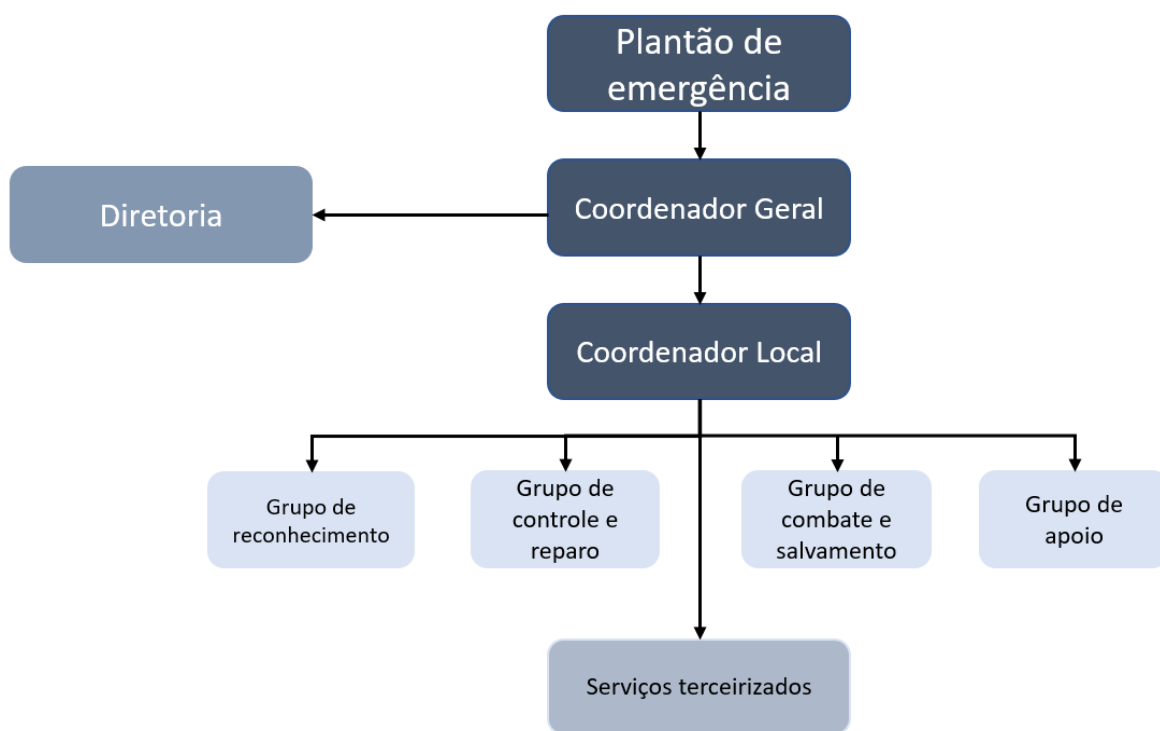 Plantão de
emergência
Coordenador Geral
Diretoria
Coordenador Local
Grupo de
reconhecimento
Grupo de
controle e
reparo
Grupo de
combate e
salvamento
Grupo de
apoio
Serviços terceirizados